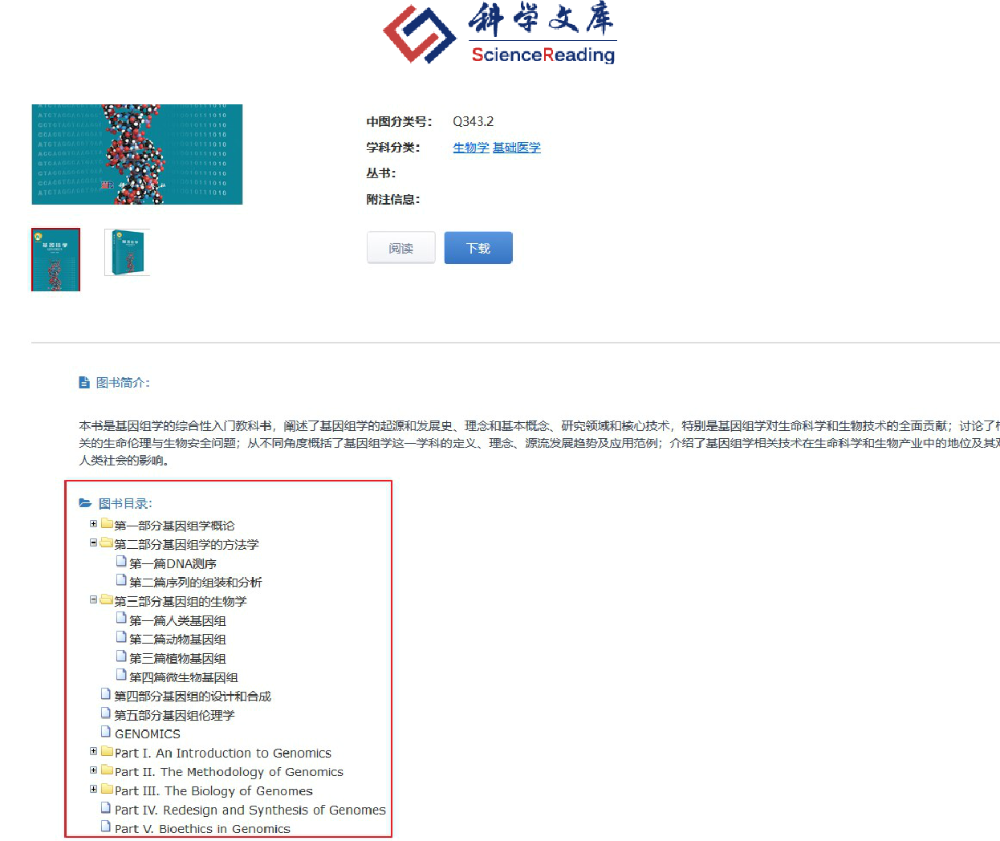 科学文库
ScienceReading
中图分类号： Q343.2
学科分类： 生物学 基础医学
丛书：
附注信息：
基因组学
基因组学
阅读
下载
图书简介：
本书是基因组学的综合性入门教科书，阐述了基因组学的起源和发展史、理念和基本概念、研究领域和核心技术，特别是基因组学对生命科学和生物技术的全面贡献；讨论了
关的生命伦理与生物安全问题；从不同角度概括了基因组学这一学科的定义、理念、源流发展趋势及应用范例；介绍了基因组学相关技术在生命科学和生物产业中的地位及其
人类社会的影响。
图书目录：
第一部分基因组学概论
第二部分基因组学的方法学
第一篇DNA测序
第二篇序列的组装和分析
第三部分基因组的生物学
第一篇人类基因组
第二篇动物基因组
第三篇植物基因组
第四篇微生物基因组
第四部分基因组的设计和合成
第五部分基因组伦理学
GENOMICS
Part I. An Introduction to Genomics
Part II. The Methodology of Genomics
Part III. The Biology of Genomes
Part IV. Redesign and Synthesis of Genomes
Part V. Bioethics in Genomics